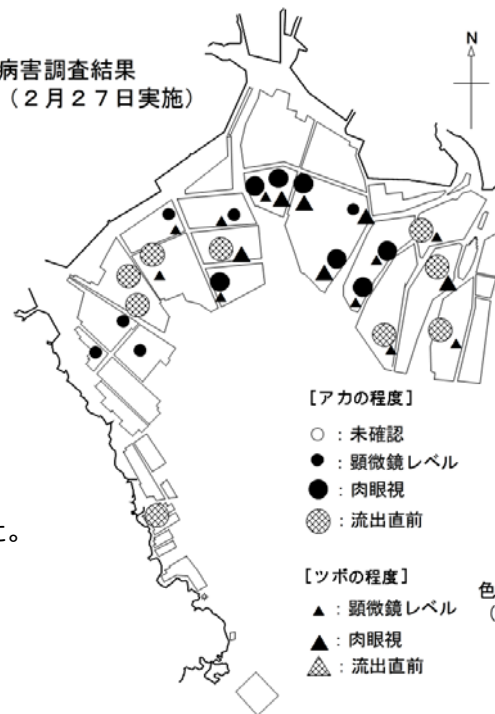 病害調査結果
(2月27日実施)
N
[アカの程度]
:未確認
:顕微鏡レベル
:肉眼視
:流出直前
[ツボの程度]
:顕微鏡レベル
:肉眼視
:流出直前
色
(
。